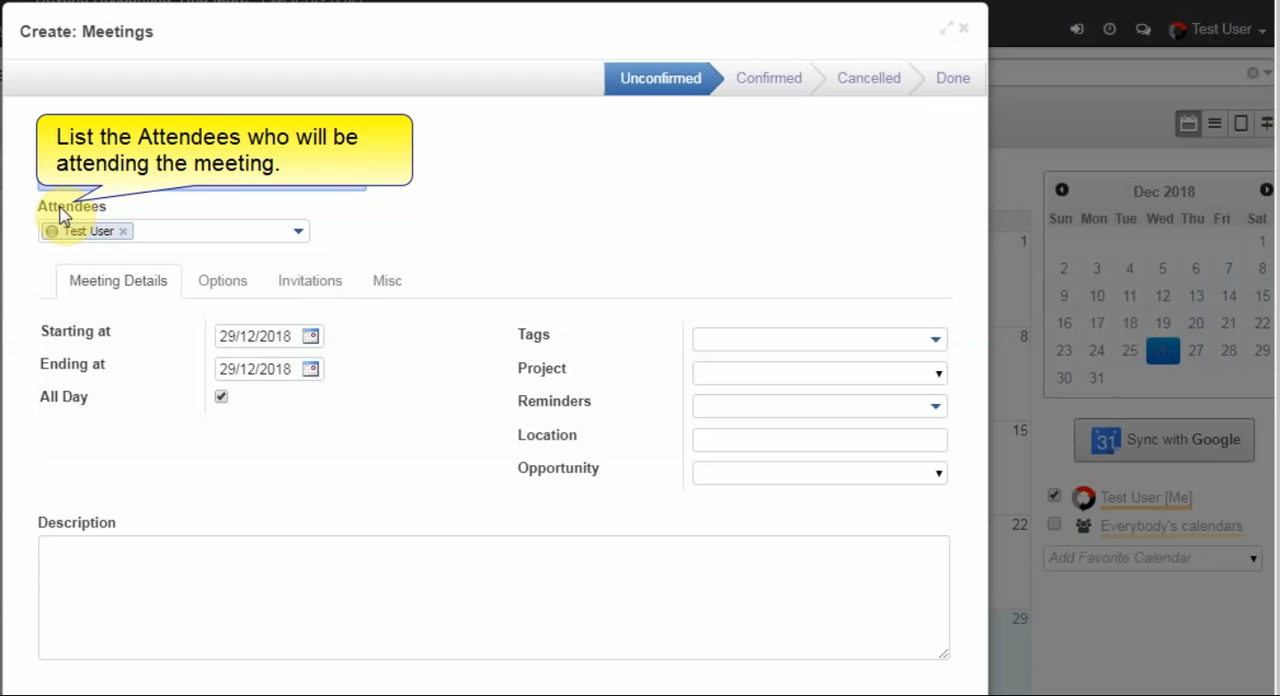 Create: Meetings
Test User
Unconfirmed Confirmed Cancelled Done
List the Attendees who will be
attending the meeting.
Attendees
Test User
Meeting Details Options Invitations Misc
Starting at 29/12/2018
Ending at 29/12/2018
All Day
Tags
Project
Reminders
Location
Opportunity
Description
Dec 2018
Sun Mon Tue Wed Thu Fri Sat
1
2 3 4 5 6 7 8
9 10 11 12 13 14 15
16 17 18 19 20 21 22
23 24 25 26 27 28 29
30 31
1
8
15
22
29
31 Sync with Google
Test User [Me]
Everybody's calendars
Add Favorite Calendar